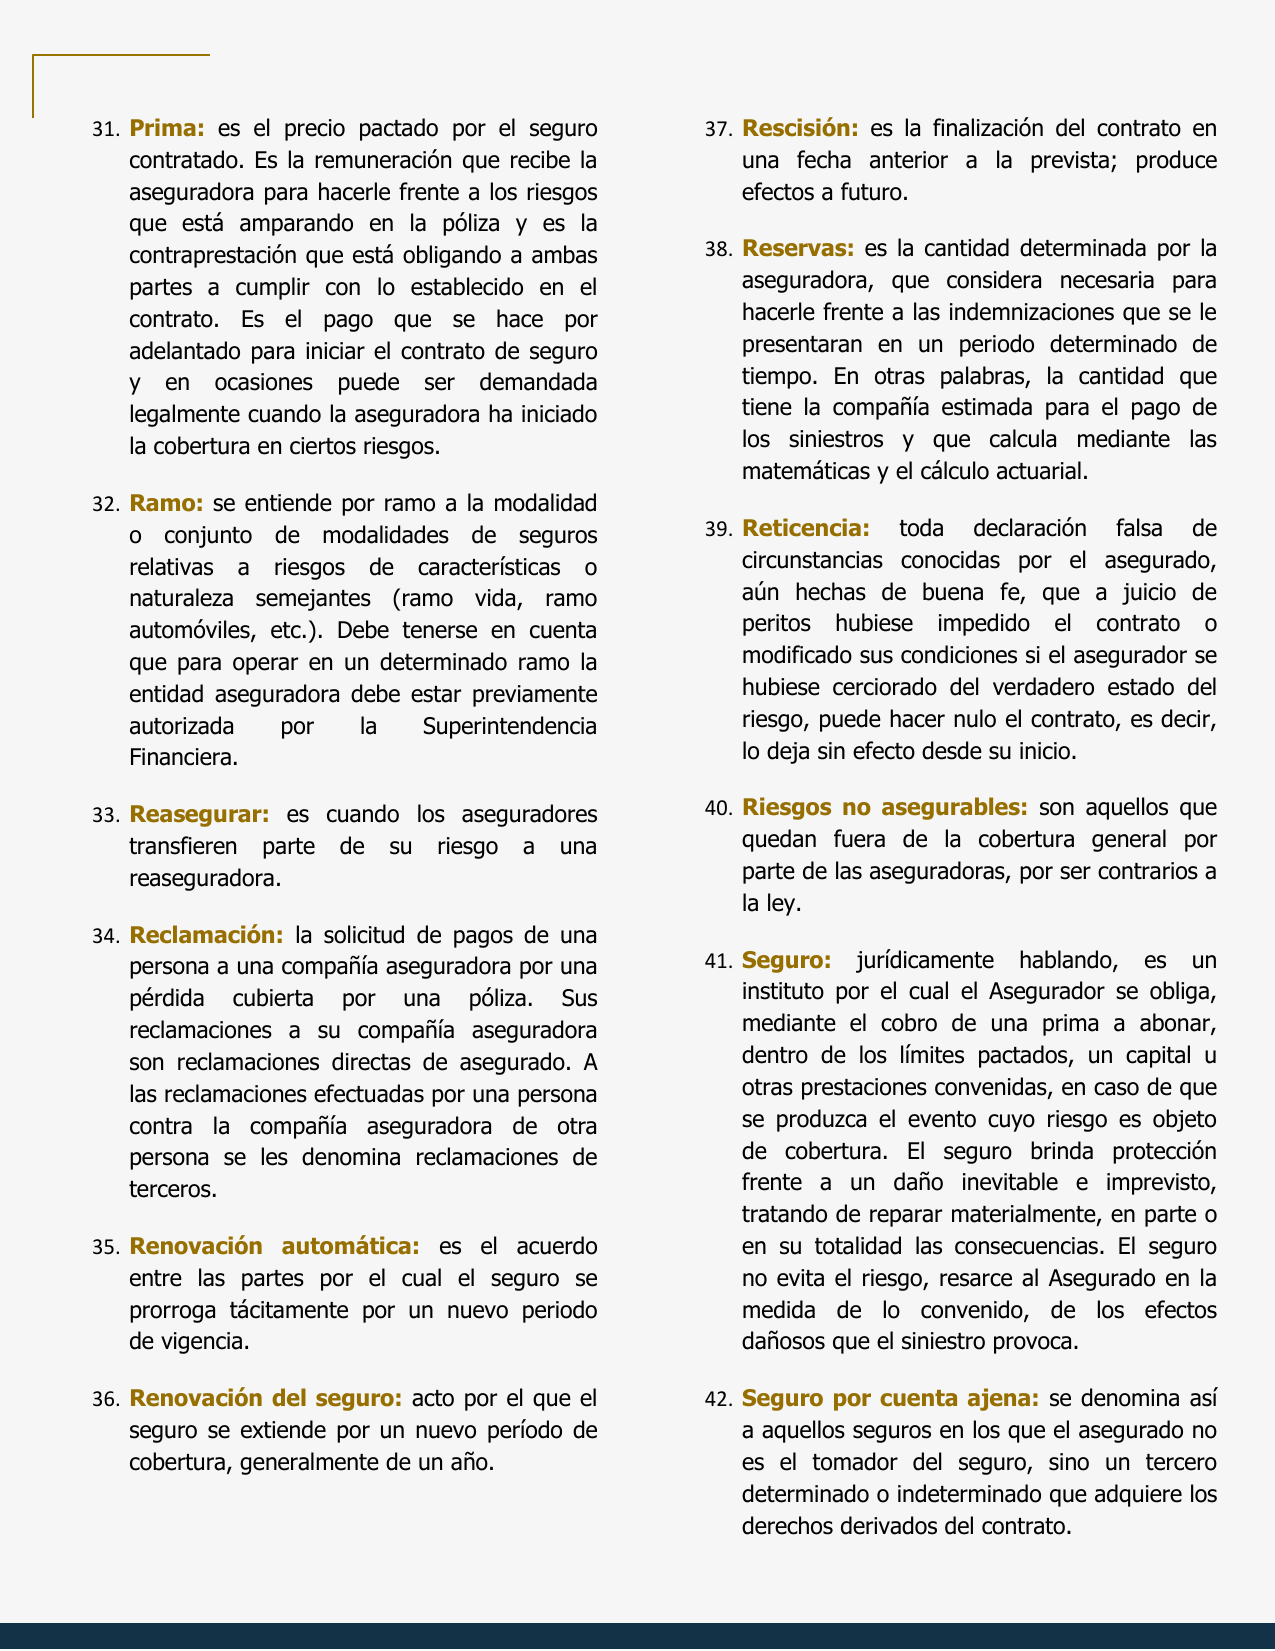 31. Prima: es el precio pactado por el seguro
contratado. Es la remuneración que recibe la
aseguradora para hacerle frente a los riesgos
que está amparando en la póliza y es la
contraprestación que está obligando a ambas
partes a cumplir con lo establecido en el
contrato. Es el pago que se hace por
adelantado para iniciar el contrato de seguro
y en ocasiones puede ser demandada
legalmente cuando la aseguradora ha iniciado
la cobertura en ciertos riesgos.
32. Ramo: se entiende por ramo a la modalidad
o conjunto de modalidades de seguros
relativas a riesgos de características o
naturaleza semejantes (ramo vida, ramo
automóviles, etc.). Debe tenerse en cuenta
que para operar en un determinado ramo la
entidad aseguradora debe estar previamente
autorizada por la Superintendencia
Financiera.
33. Reasegurar: es cuando los aseguradores
transfieren parte de su riesgo a una
reaseguradora.
34. Reclamación: la solicitud de pagos de una
persona a una compañía aseguradora por una
pérdida cubierta por una póliza. Sus
reclamaciones a su compañía aseguradora
son reclamaciones directas de asegurado. A
las reclamaciones efectuadas por una persona
contra la compañía aseguradora de otra
persona se les denomina reclamaciones de
terceros.
35. Renovación automática: es el acuerdo
entre las partes por el cual el seguro se
prorroga tácitamente por un nuevo periodo
de vigencia.
36. Renovación del seguro: acto por el que el
seguro se extiende por un nuevo período de
cobertura, generalmente de un año.
37. Rescisión: es la finalización del contrato en
una fecha anterior a la prevista; produce
efectos a futuro.
38. Reservas: es la cantidad determinada por la
aseguradora, que considera necesaria para
hacerle frente a las indemnizaciones que se le
presentaran en un periodo determinado de
tiempo. En otras palabras, la cantidad que
tiene la compañía estimada para el pago de
los siniestros y que calcula mediante las
matemáticas y el cálculo actuarial.
39. Reticencia: toda declaración falsa de
circunstancias conocidas por el asegurado,
aún hechas de buena fe, que a juicio de
peritos hubiese impedido el contrato o
modificado sus condiciones si el asegurador se
hubiese cerciorado del verdadero estado del
riesgo, puede hacer nulo el contrato, es decir,
lo deja sin efecto desde su inicio.
40. Riesgos no asegurables: son aquellos que
quedan fuera de la cobertura general por
parte de las aseguradoras, por ser contrarios a
la ley.
41. Seguro: jurídicamente hablando, es un
instituto por el cual el Asegurador se obliga,
mediante el cobro de una prima a abonar,
dentro de los límites pactados, un capital u
otras prestaciones convenidas, en caso de que
se produzca el evento cuyo riesgo es objeto
de cobertura. El seguro brinda protección
frente a un daño inevitable e imprevisto,
tratando de reparar materialmente, en parte o
en su totalidad las consecuencias. El seguro
no evita el riesgo, resarce al Asegurado en la
medida de lo convenido, de los efectos
dañosos que el siniestro provoca.
42. Seguro por cuenta ajena: se denomina así
a aquellos seguros en los que el asegurado no
es el tomador del seguro, sino un tercero
determinado o indeterminado que adquiere los
derechos derivados del contrato.